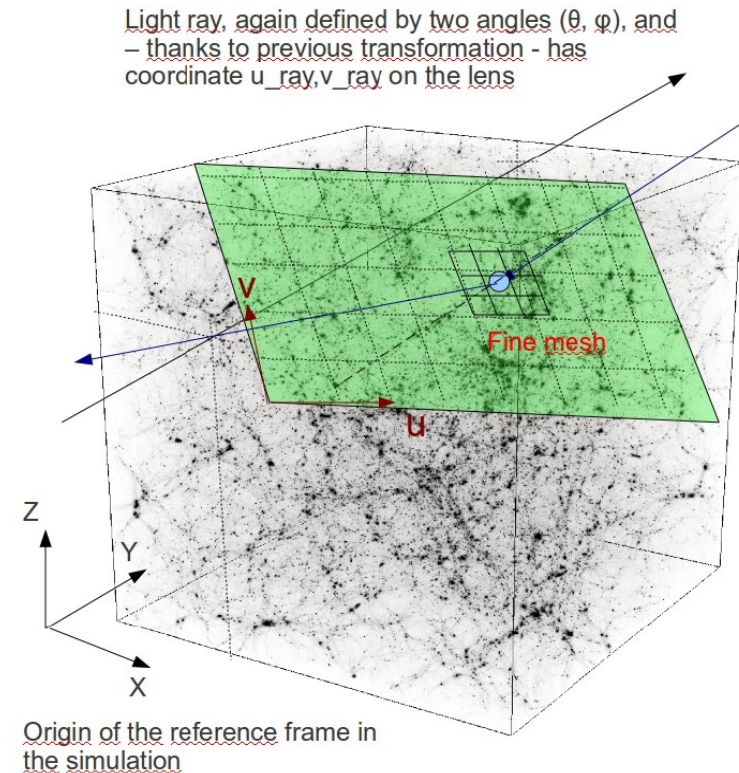 Light ray, again defined by two angles (θ, φ), and
– thanks to previous transformation - has
coordinate u_ray,v_ray on the lens
v
Fine mesh
u
Z
Y
X
Origin of the reference frame in
the simulation